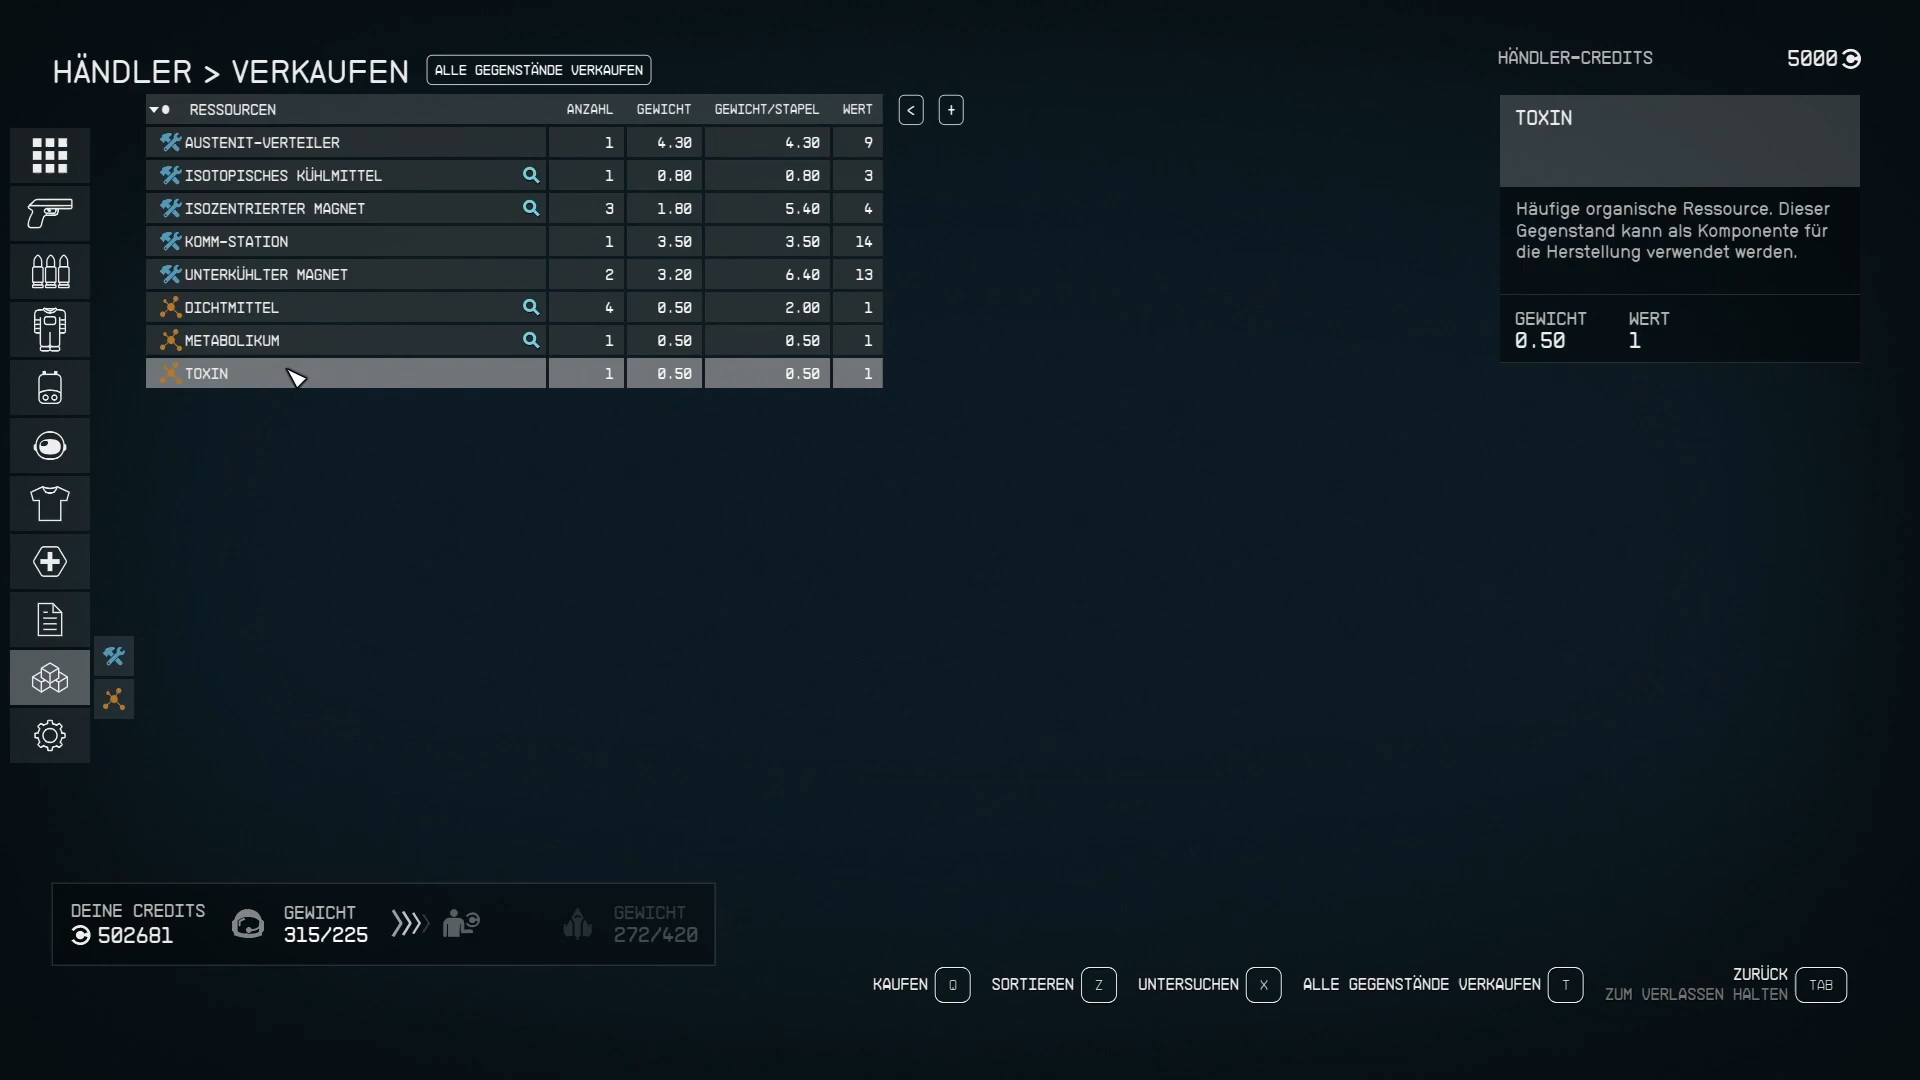 HÄNDLER > VERKAUFEN ALLE GEGENSTÄNDE VERKAUFEN
HÄNDLER-CREDITS 5000
RESSOURCEN ANZAHL GEWICHT GEWICHT/STAPEL WERT < +
AUSTENIT-VERTEILER 1 4.30 4.30 9
ISOTOPISCHES KÜHLMITTEL 1 0.80 0.80 3
ISOZENTRIERTER MAGNET 3 1.80 5.40 4
KOMM-STATION 1 3.50 3.50 14
UNTERKÜHLTER MAGNET 2 3.20 6.40 13
DICHTMITTEL 4 0.50 2.00 1
METABOLIKUM 1 0.50 0.50 1
TOXIN 1 0.50 0.50 1
TOXIN
Häufige organische Ressource. Dieser
Gegenstand kann als Komponente für
die Herstellung verwendet werden.
GEWICHT WERT
0.50 1
DEINE CREDITS GEWICHT GEWICHT
502681 315/225 272/420
KAUFEN Q SORTIEREN Z UNTERSUCHEN X ALLE GEGENSTÄNDE VERKAUFEN T ZURÜCK TAB
ZUM VERLASSEN HALTEN